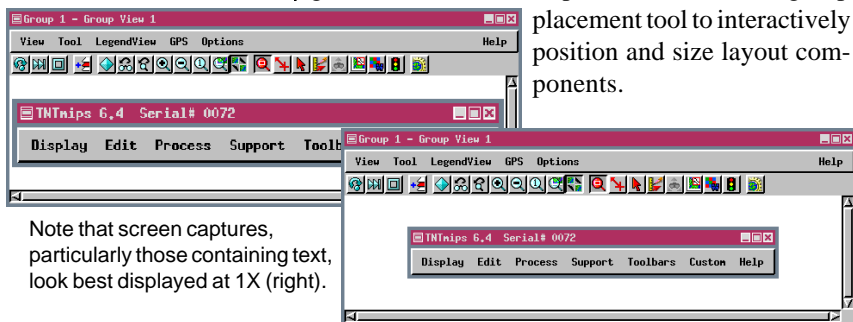 Group 1 - Group View 1
View Tool LegendView GPS Options Help
TNTmips 6.4 Serial# 0072
Display Edit Process Support Toolb
placement tool to interactively
position and size layout com-
ponents.
Group 1 - Group View 1
View Tool LegendView GPS Options Help
TNTmips 6.4 Serial# 0072
Display Edit Process Support Toolbars Custom Help
Note that screen captures,
particularly those containing text,
look best displayed at 1X (right).